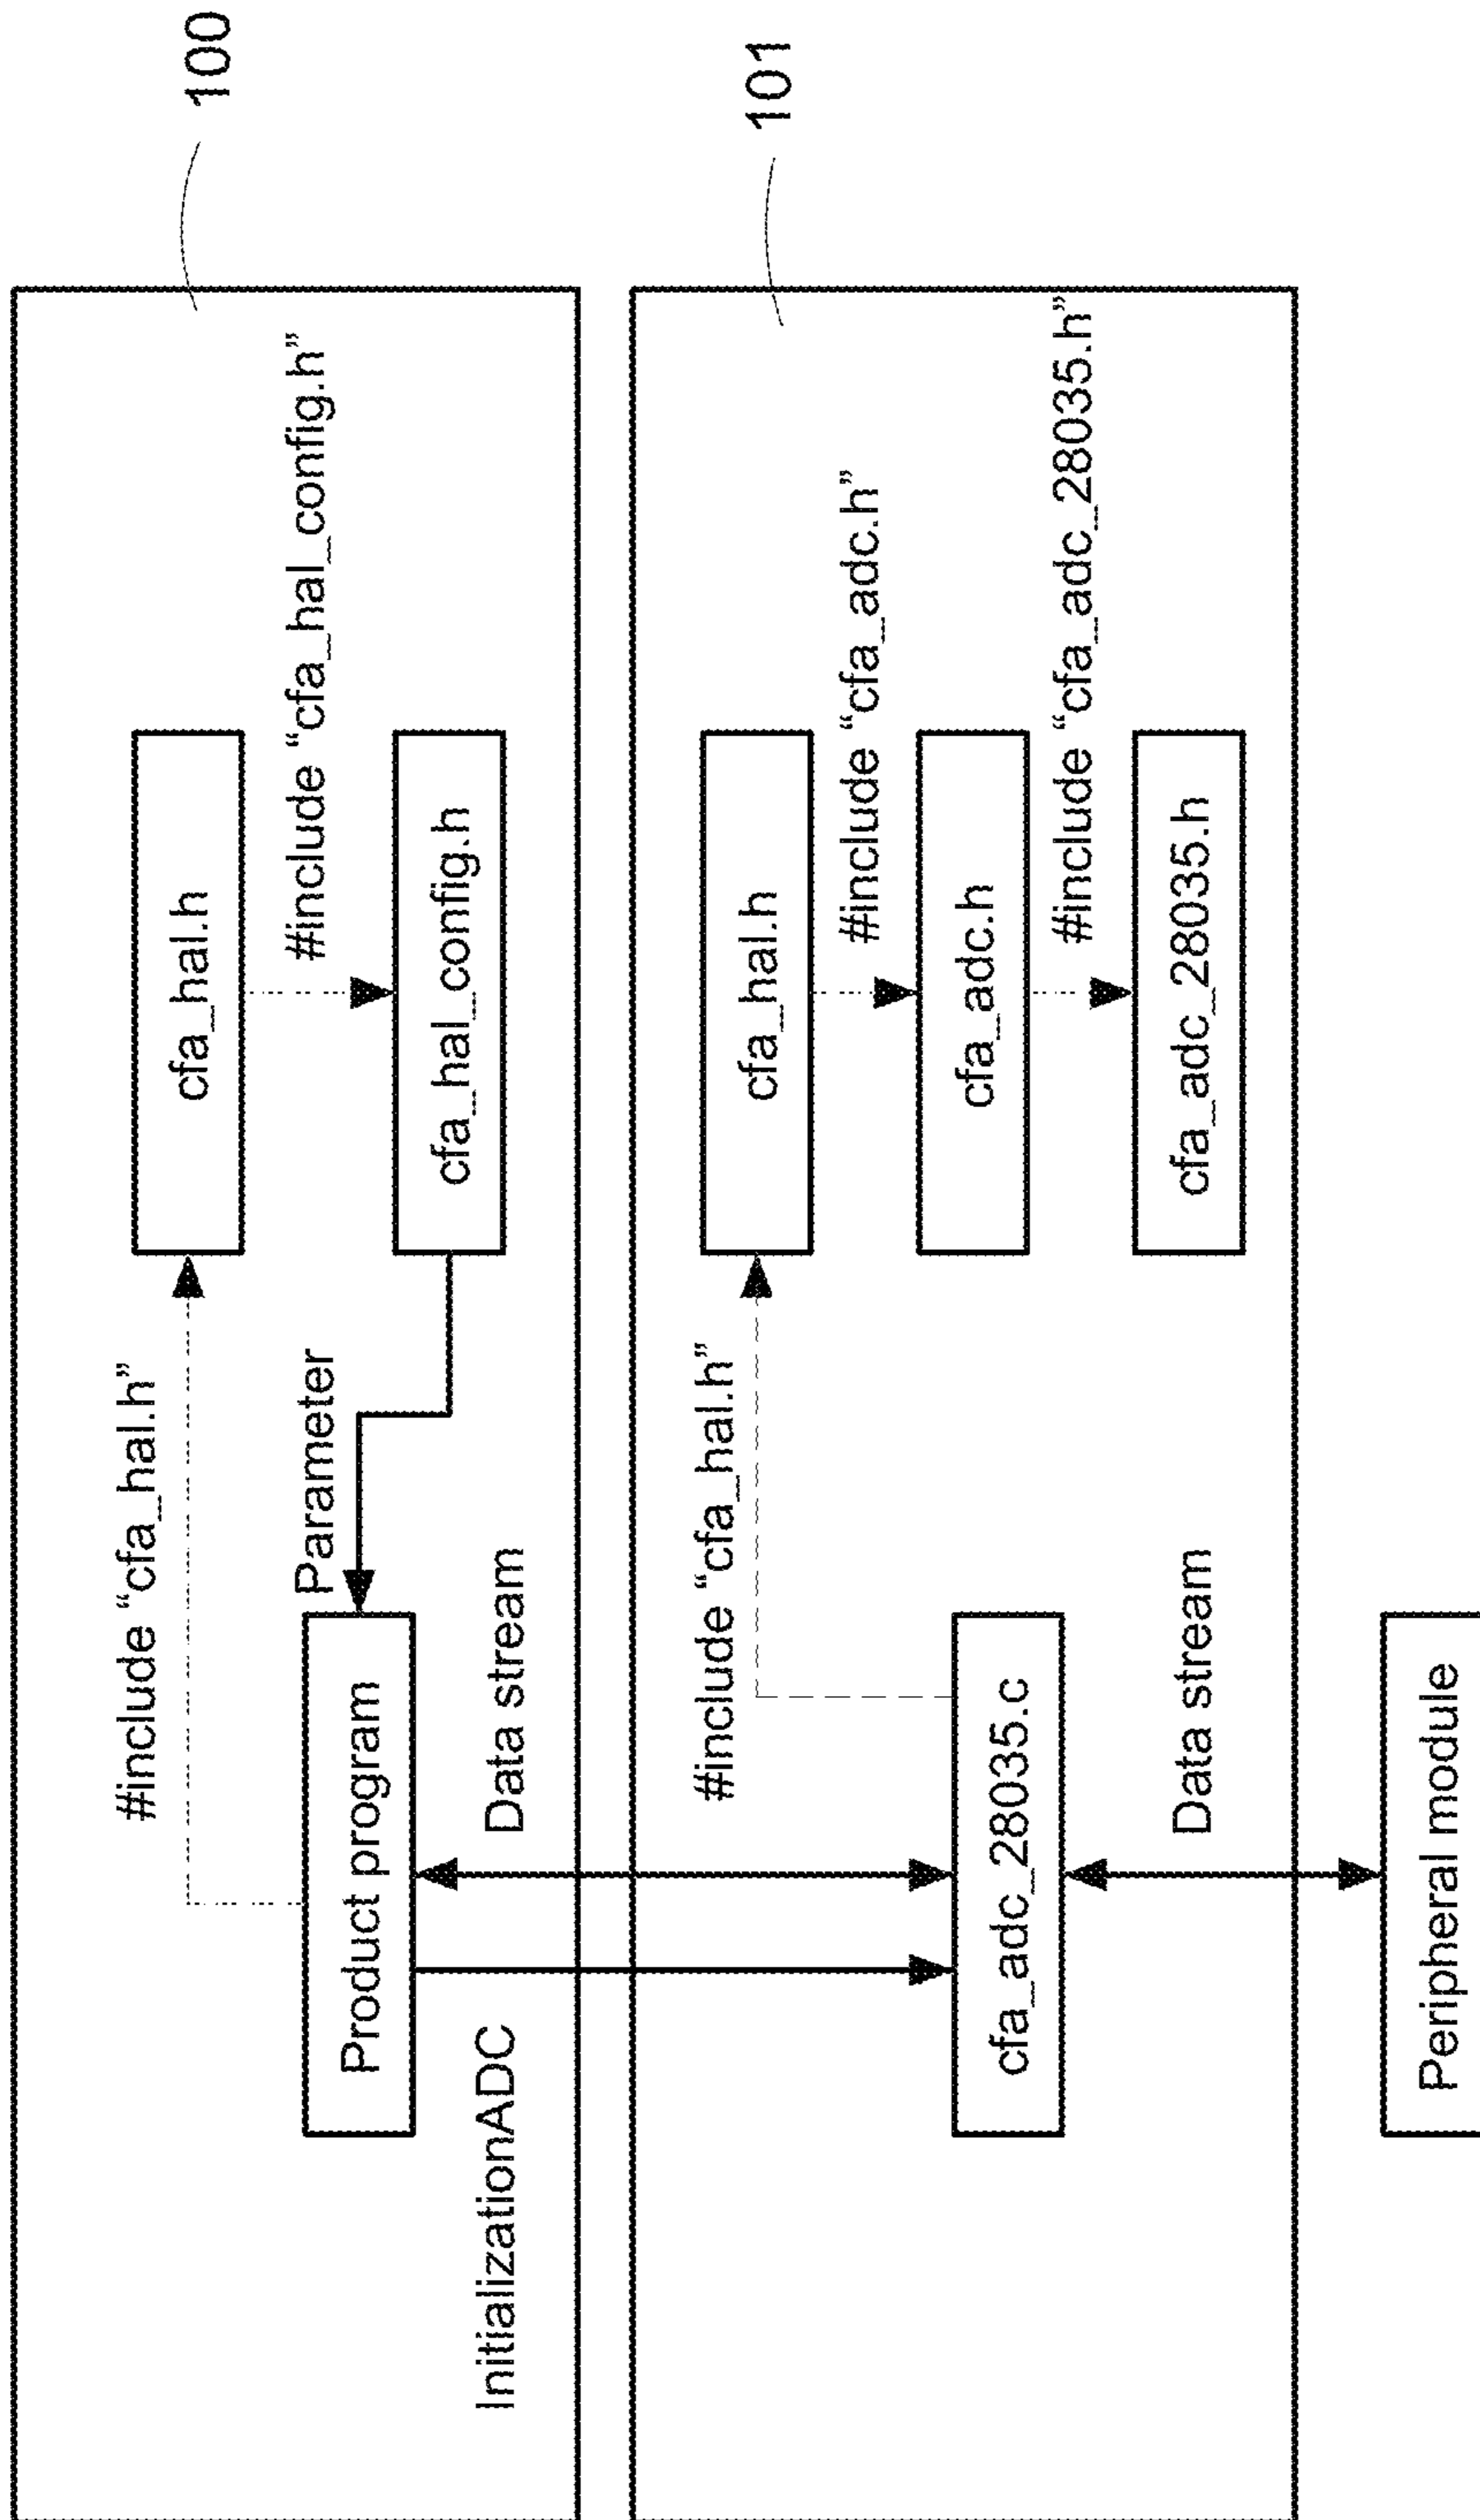 100
#include “cfa_hal.h”
cfa_hal.h
#include “cfa_hal_config.h”
Parameter
Product program
cfa_hal_config.h
InitializationADC
Data stream
101
#include “cfa_hal.h”
cfa_hal.h
#include “cfa_adc.h”
cfa_adc.h
cfa_adc_28035.c
#include “cfa_adc_28035.h”
cfa_adc_28035.h
Data stream
Peripheral module